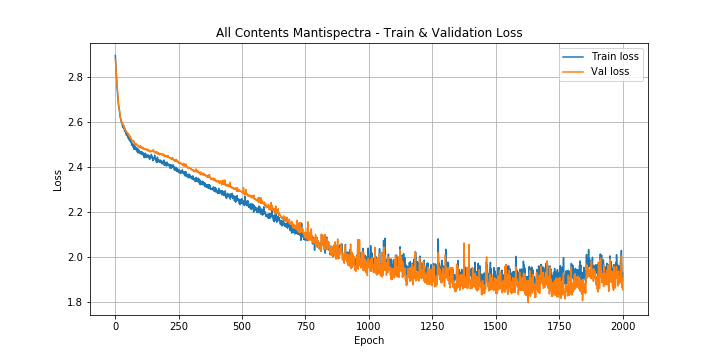 All Contents Mantispectra - Train & Validation Loss
Train loss
Val loss
Loss
2.8
2.6
2.4
2.2
2.0
1.8
0 250 500 750 1000 1250 1500 1750 2000
Epoch